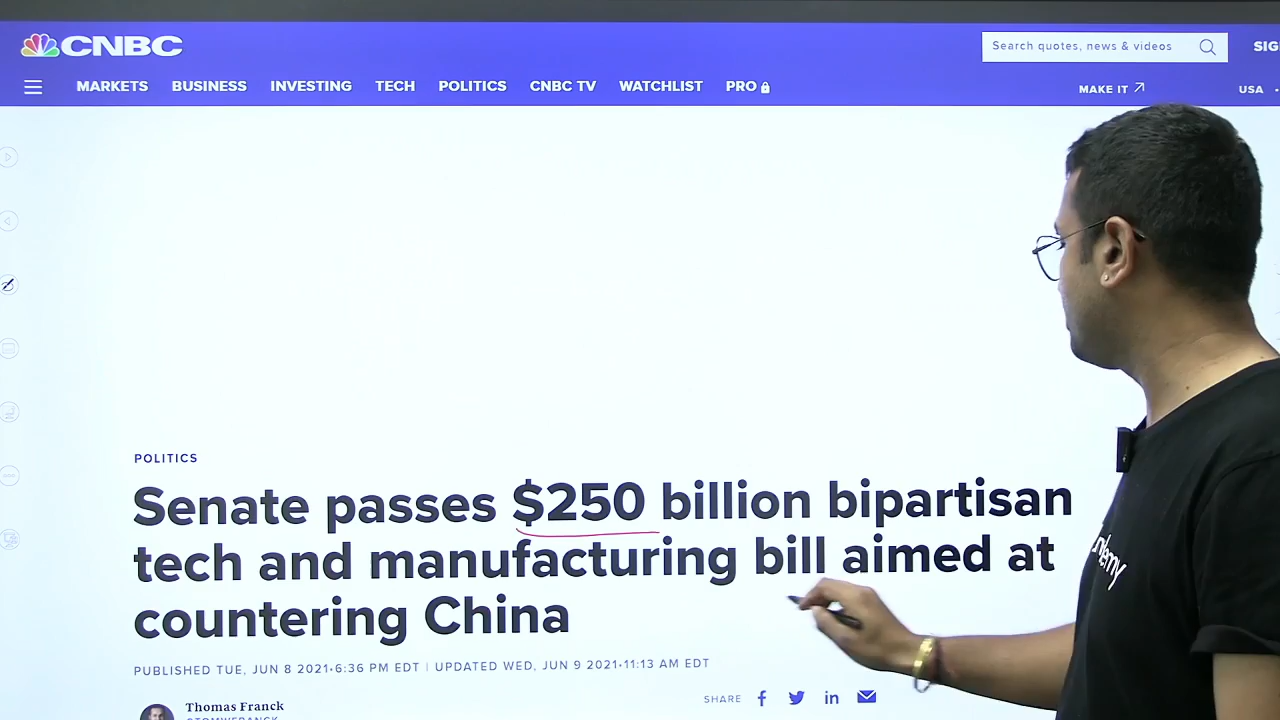 CNBC
Search quotes, news & videos
SIG
MARKETS BUSINESS INVESTING TECH POLITICS CNBC TV WATCHLIST PRO
MAKE IT
USA
POLITICS
Senate passes $250 billion bipartisan
tech and manufacturing bill aimed at
countering China
PUBLISHED TUE, JUN 8 2021•6:36 PM EDT | UPDATED WED, JUN 9 2021•11:13 AM EDT
Thomas Franck
SHARE